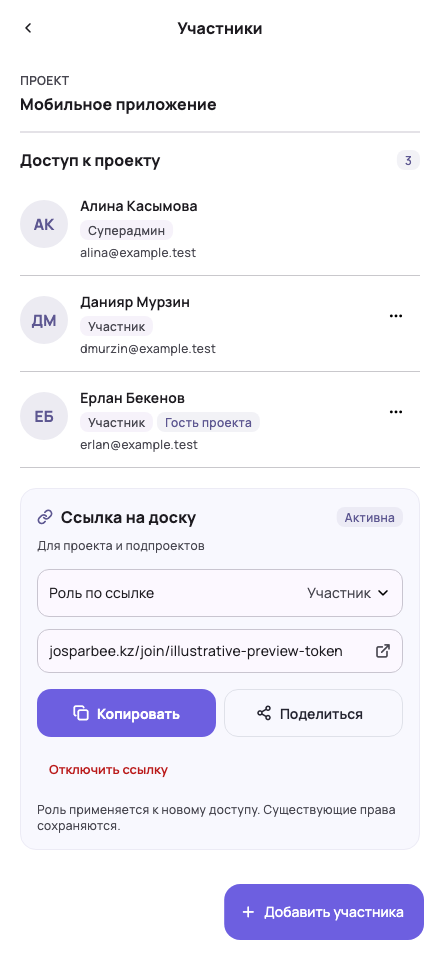 Участники
ПРОЕКТ
Мобильное приложение
Доступ к проекту 3
АК
Алина Касымова
Суперадмин
alina@example.test
ДМ
Данияр Мурзин
Участник
dmurzin@example.test
ЕБ
Ерлан Бекенов
Участник Гость проекта
erlan@example.test
Ссылка на доску Активна
Для проекта и подпроектов
Роль по ссылке Участник
josparbee.kz/join/illustrative-preview-token
Копировать Поделиться
Отключить ссылку
Роль применяется к новому доступу. Существующие права
сохраняются.
Добавить участника